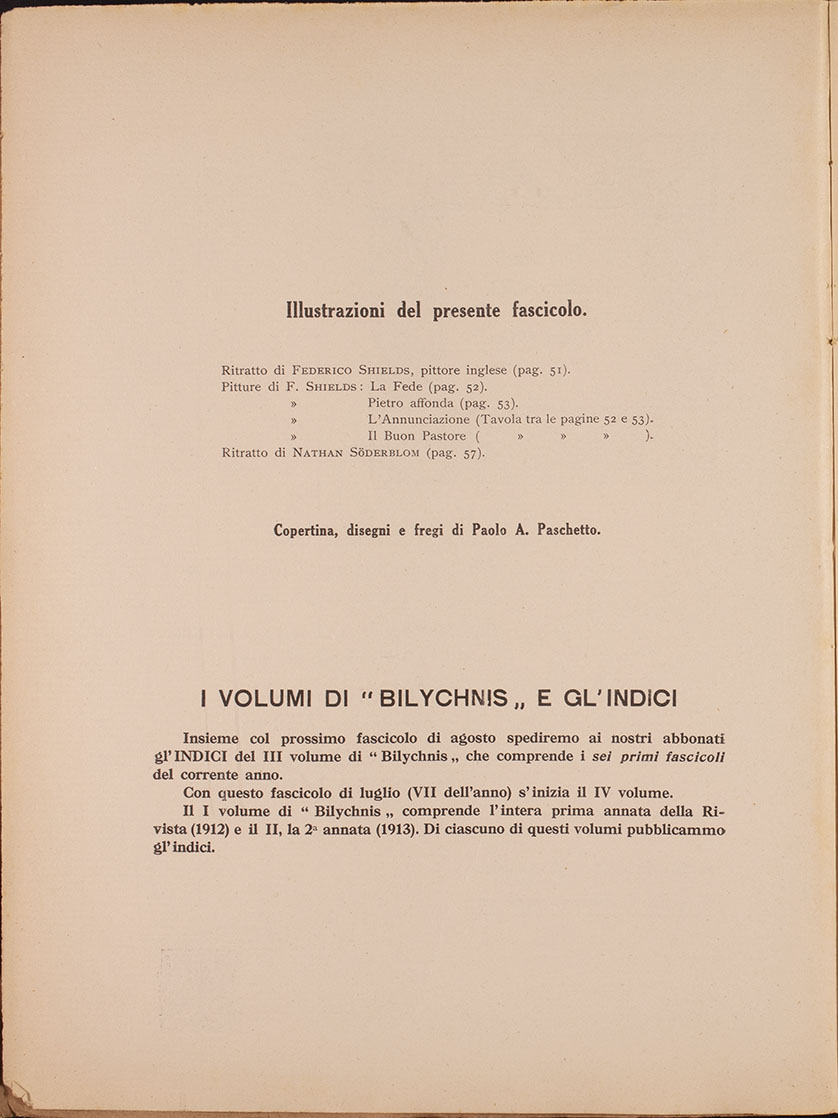 Illustrazioni del presente fascicolo.
Ritratto di FEDERICO SHIELDS, pittore inglese (pag. 51).
Pitture di F. SHIELDS: La Fede (pag. 52).
» Pietro affonda (pag. 53).
» L'Annunciazione (Tavola tra le pagine 52 e 53).
» Il Buon Pastore ( » » » ).
Ritratto di NATHAN SÖDERBLOM (pag. 57).
Copertina, disegni e fregi di Paolo A. Paschetto.
I VOLUMI DI “ BILYCHNIS „ E GL'INDICI
Insieme col prossimo fascicolo di agosto spediremo ai nostri abbonati
gl'INDICI del III volume di “ Bilychnis „ che comprende i sei primi fascicoli
del corrente anno.
Con questo fascicolo di luglio (VII dell'anno) s'inizia il IV volume.
Il I volume di “ Bilychnis „ comprende l'intera prima annata della Ri-
vista (1912) e il II, la 2ª annata (1913). Di ciascuno di questi volumi pubblicammo
gl'indici.